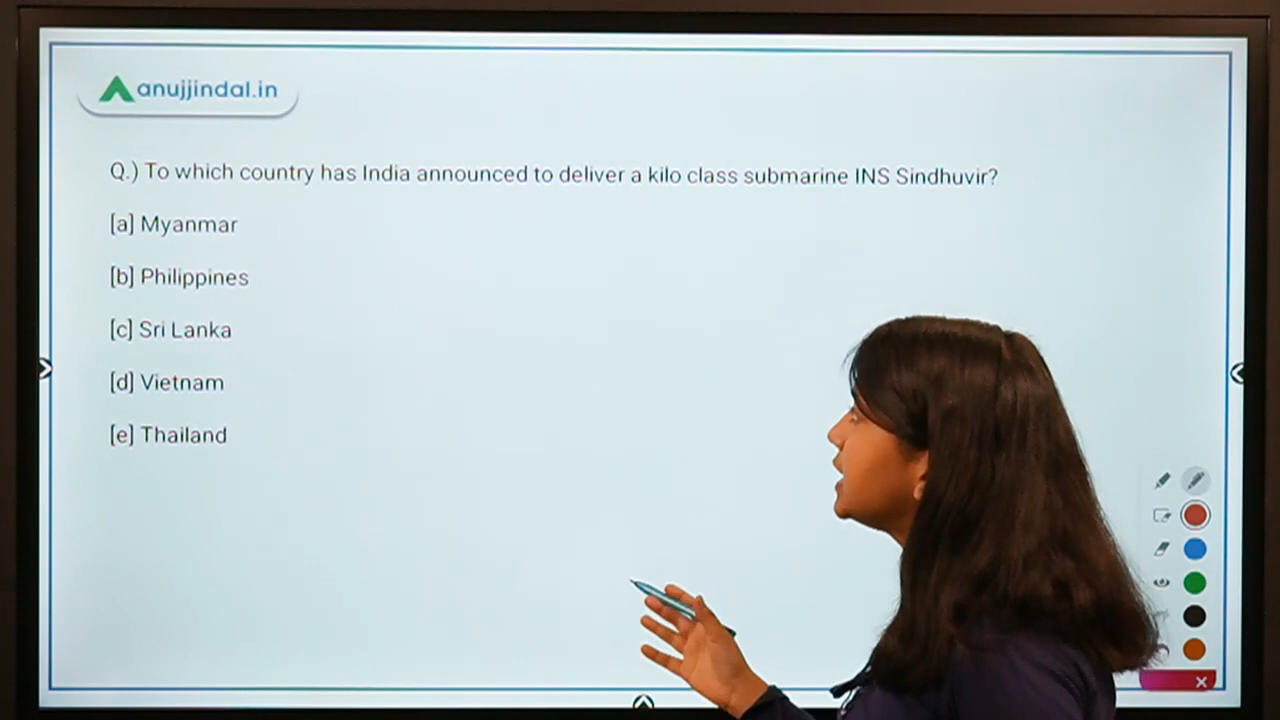 anujjindal.in
Q.) To which country has India announced to deliver a kilo class submarine INS Sindhuvir?
[a] Myanmar
[b] Philippines
[c] Sri Lanka
[d] Vietnam
[e] Thailand